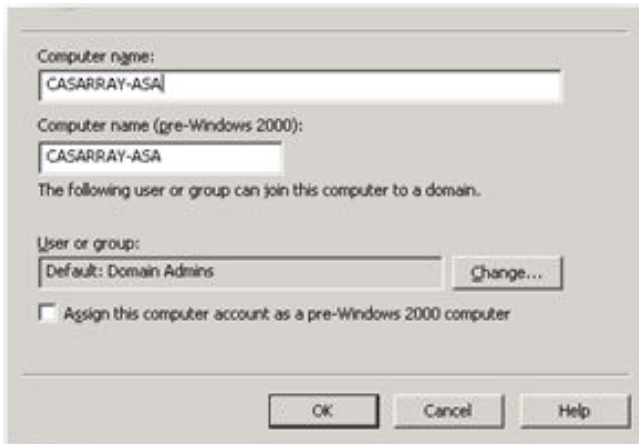 Computer name:
CASARRAY-ASA
Computer name (pre-Windows 2000):
CASARRAY-ASA
The following user or group can join this computer to a domain.
User or group:
Default: Domain Admins
Change...
Assign this computer account as a pre-Windows 2000 computer
OK Cancel Help